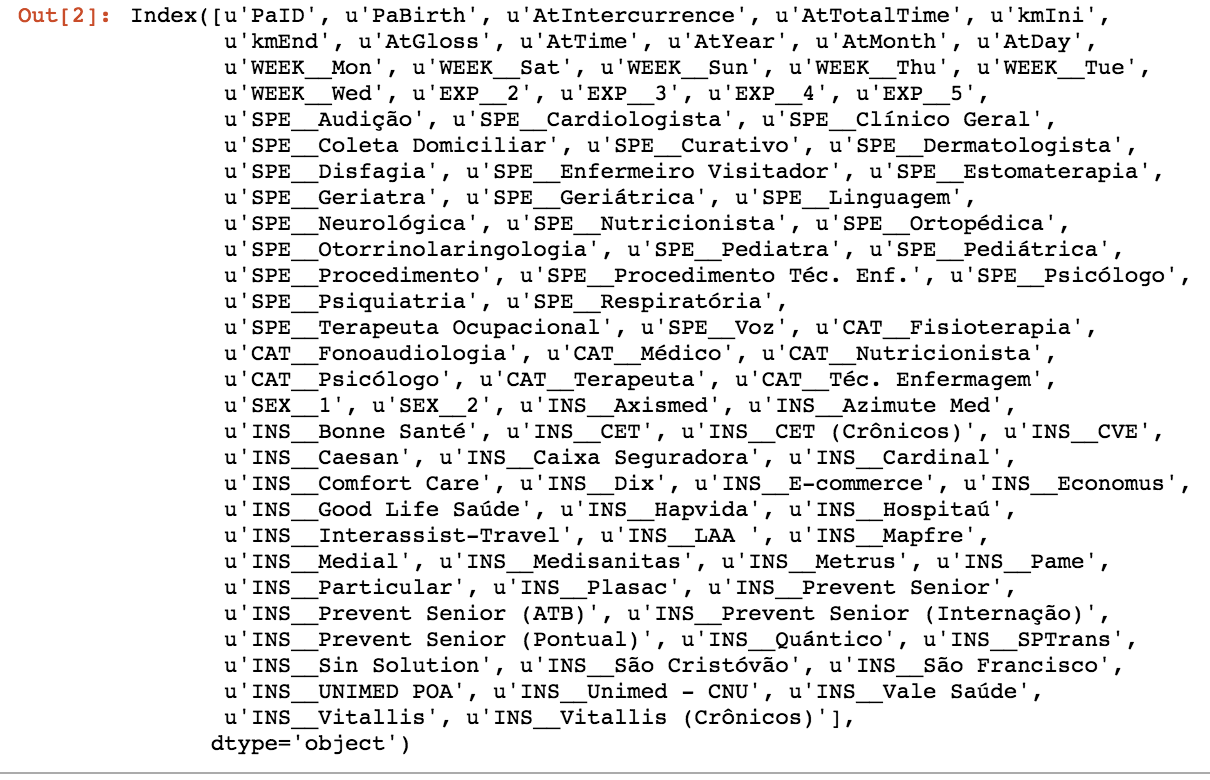 Out[2]: Index([u'PaID', u'PaBirth', u'AtIntercurrence', u'AtTotalTime', u'kmIni',
u'kmEnd', u'AtGloss', u'AtTime', u'AtYear', u'AtMonth', u'AtDay',
u'WEEK__Mon', u'WEEK__Sat', u'WEEK__Sun', u'WEEK__Thu', u'WEEK__Tue',
u'WEEK__Wed', u'EXP__2', u'EXP__3', u'EXP__4', u'EXP__5',
u'SPE__Audição', u'SPE__Cardiologista', u'SPE__Clínico Geral',
u'SPE__Coleta Domiciliar', u'SPE__Curativo', u'SPE__Dermatologista',
u'SPE__Disfagia', u'SPE__Enfermeiro Visitador', u'SPE__Estomaterapia',
u'SPE__Geriatra', u'SPE__Geriátrica', u'SPE__Linguagem',
u'SPE__Neurológica', u'SPE__Nutricionista', u'SPE__Ortopédica',
u'SPE__Otorrinolaringologia', u'SPE__Pediatra', u'SPE__Pediátrica',
u'SPE__Procedimento', u'SPE__Procedimento Téc. Enf.', u'SPE__Psicólogo',
u'SPE__Psiquiatria', u'SPE__Respiratória',
u'SPE__Terapeuta Ocupacional', u'SPE__Voz', u'CAT__Fisioterapia',
u'CAT__Fonoaudiologia', u'CAT__Médico', u'CAT__Nutricionista',
u'CAT__Psicólogo', u'CAT__Terapeuta', u'CAT__Téc. Enfermagem',
u'SEX__1', u'SEX__2', u'INS__Axismed', u'INS__Azimute Med',
u'INS__Bonne Santé', u'INS__CET', u'INS__CET (Crônicos)', u'INS__CVE',
u'INS__Caesan', u'INS__Caixa Seguradora', u'INS__Cardinal',
u'INS__Comfort Care', u'INS__Dix', u'INS__E-commerce', u'INS__Economus',
u'INS__Good Life Saúde', u'INS__Hapvida', u'INS__Hospitaú',
u'INS__Interassist-Travel', u'INS__LAA ', u'INS__Mapfre',
u'INS__Medial', u'INS__Medisanitas', u'INS__Metrus', u'INS__Pame',
u'INS__Particular', u'INS__Plasac', u'INS__Prevent Senior',
u'INS__Prevent Senior (ATB)', u'INS__Prevent Senior (Internação)',
u'INS__Prevent Senior (Pontual)', u'INS__Quántico', u'INS__SPTrans',
u'INS__Sin Solution', u'INS__São Cristóvão', u'INS__São Francisco',
u'INS__UNIMED POA', u'INS__Unimed - CNU', u'INS__Vale Saúde',
u'INS__Vitallis', u'INS__Vitallis (Crônicos)'],
dtype='object')